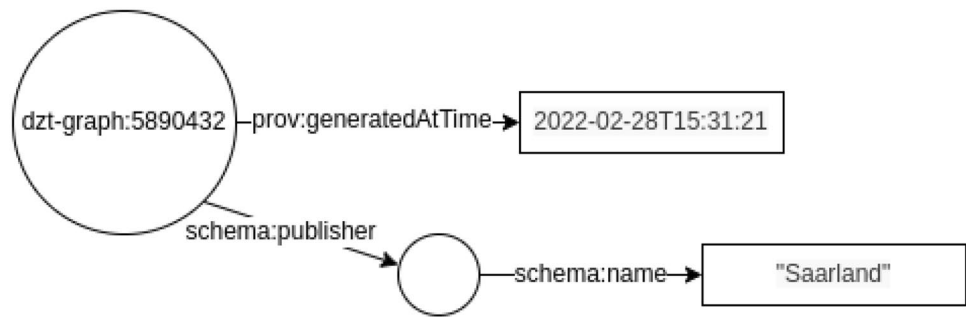 dzt-graph:5890432
prov:generatedAtTime
2022-02-28T15:31:21
schema:publisher
schema:name
"Saarland"